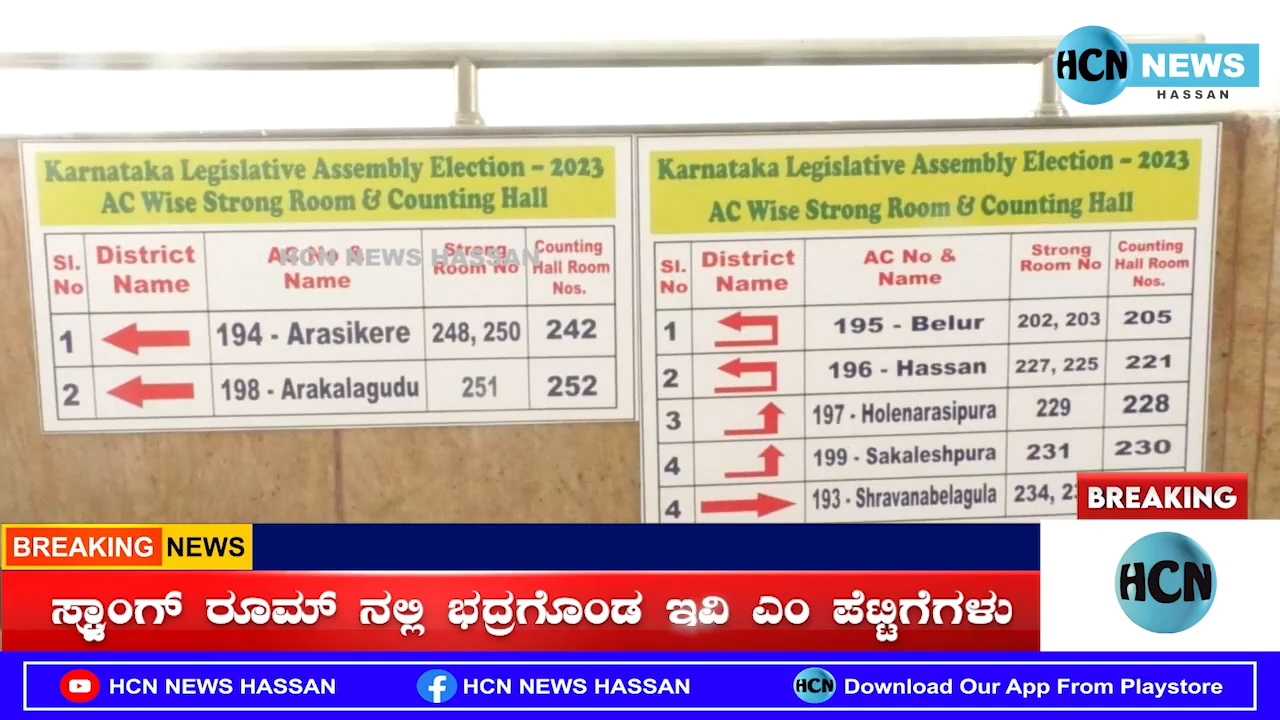 HCN NEWS
HASSAN
Karnataka Legislative Assembly Election - 2023
AC Wise Strong Room & Counting Hall
Sl. No | District Name | AC No & Name | Strong Room No | Counting Hall Room Nos.
1 | 194 - Arasikere | 248, 250 | 242
2 | 198 - Arakalagudu | 251 | 252
HCN NEWS HASSAN
Karnataka Legislative Assembly Election - 2023
AC Wise Strong Room & Counting Hall
Sl. No | District Name | AC No & Name | Strong Room No | Counting Hall Room Nos.
1 | 195 - Belur | 202, 203 | 205
2 | 196 - Hassan | 227, 225 | 221
3 | 197 - Holenarasipura | 229 | 228
4 | 199 - Sakaleshpura | 231 | 230
4 | 193 - Shravanabelagula | 234,
BREAKING
BREAKING NEWS
HCN
ಸ್ಟ್ರಾಂಗ್ ರೂಮ್ ನಲ್ಲಿ ಭದ್ರಗೊಂಡ ಇವಿ ಎಂ ಪೆಟ್ಟಿಗೆಗಳು
HCN NEWS HASSAN
HCN NEWS HASSAN
HCN Download Our App From Playstore